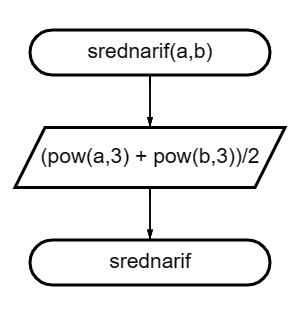 srednarif(a,b)
(pow(a,3) + pow(b,3))/2
srednarif